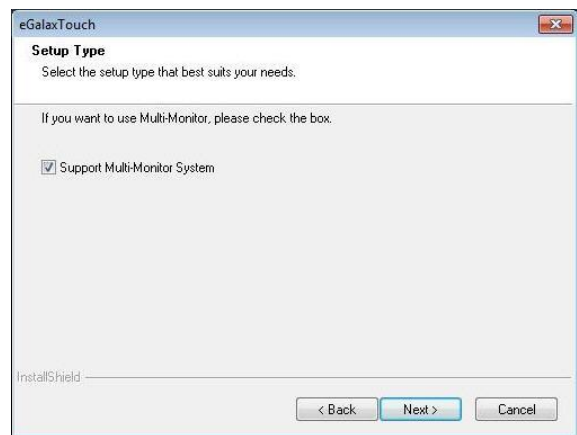 eGalaxTouch
Setup Type
Select the setup type that best suits your needs.
If you want to use Multi-Monitor, please check the box.
Support Multi-Monitor System
InstallShield
< Back
Next >
Cancel